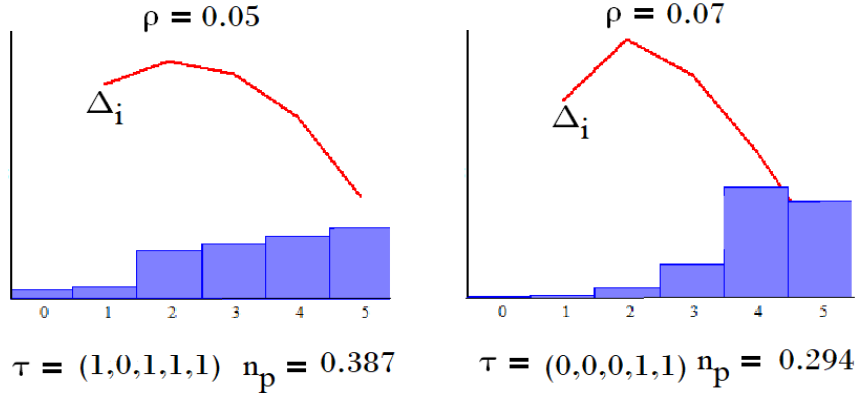 ρ = 0.05
Δi
0 1 2 3 4 5
τ = (1,0,1,1,1) np = 0.387
ρ = 0.07
Δi
0 1 2 3 4 5
τ = (0,0,0,1,1) np = 0.294